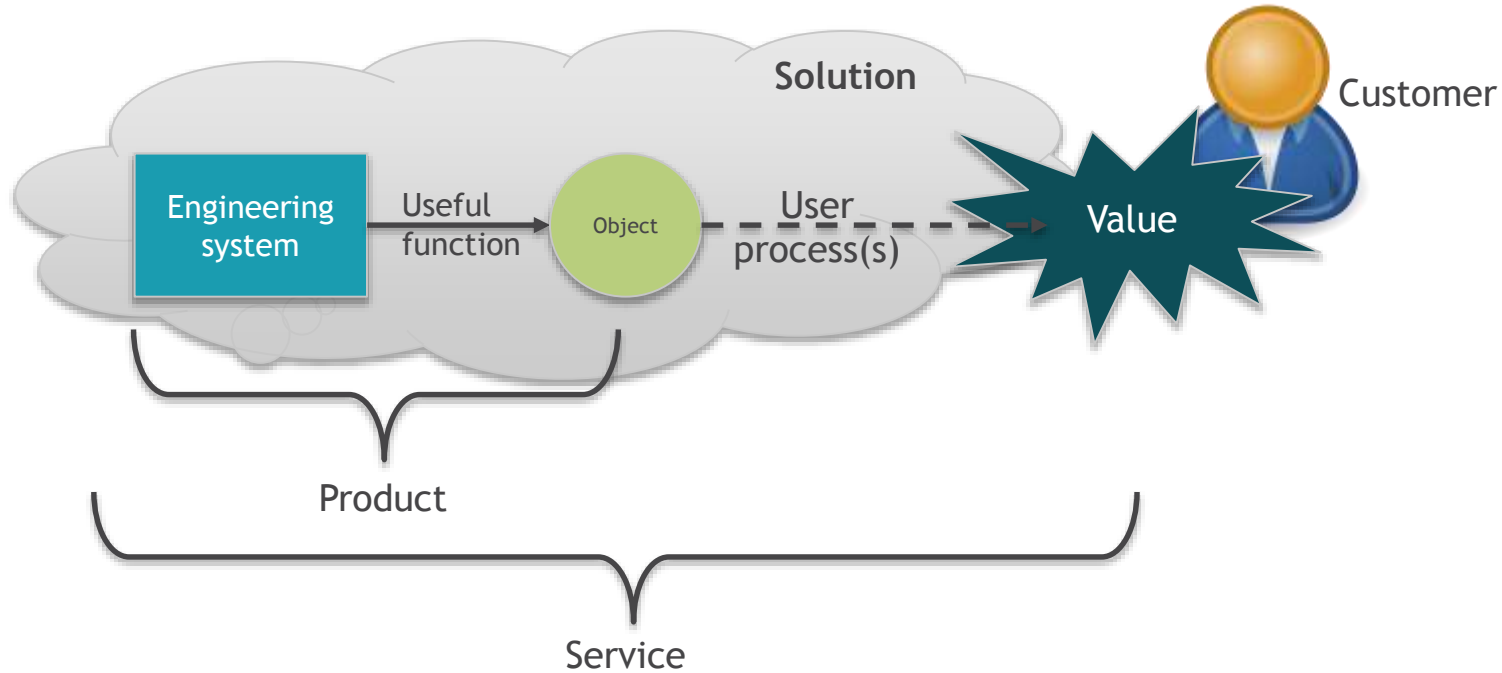 Solution
Customer
Engineering
system
Useful
function
Object
User
process(s)
Value
Product
Service